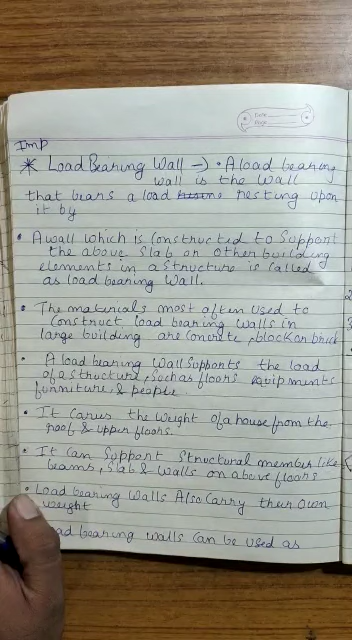 Date
Page
Imp
* Load Bearing Wall → • A load bearing
wall is the wall
that bears a load resting upon
it by
• A wall which is constructed to support
the above slab or other building
elements in a structure is called
as load bearing wall.
• The materials most often used to
construct load bearing walls in
large building are concrete, block or brick
• A load bearing wall supports the load
of a structure, such as floors equipments
furniture & people.
• It carries the weight of a house from the
roof & upper floors.
• It can support structural member like
beams, slab & walls on above floors
• Load bearing walls Also carry their own
weight
ad bearing walls can be used as